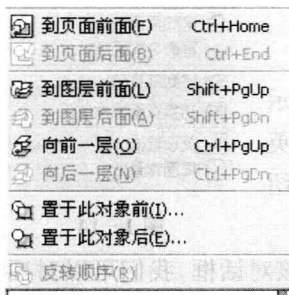 到页面前面(F) Ctrl+Home
到页面后面(B) Ctrl+End
到图层前面(L) Shift+PgUp
到图层后面(A) Shift+PgDn
向前一层(O) Ctrl+PgUp
向后一层(N) Ctrl+PgDn
置于此对象前(I)...
置于此对象后(E)...
反转顺序(R)